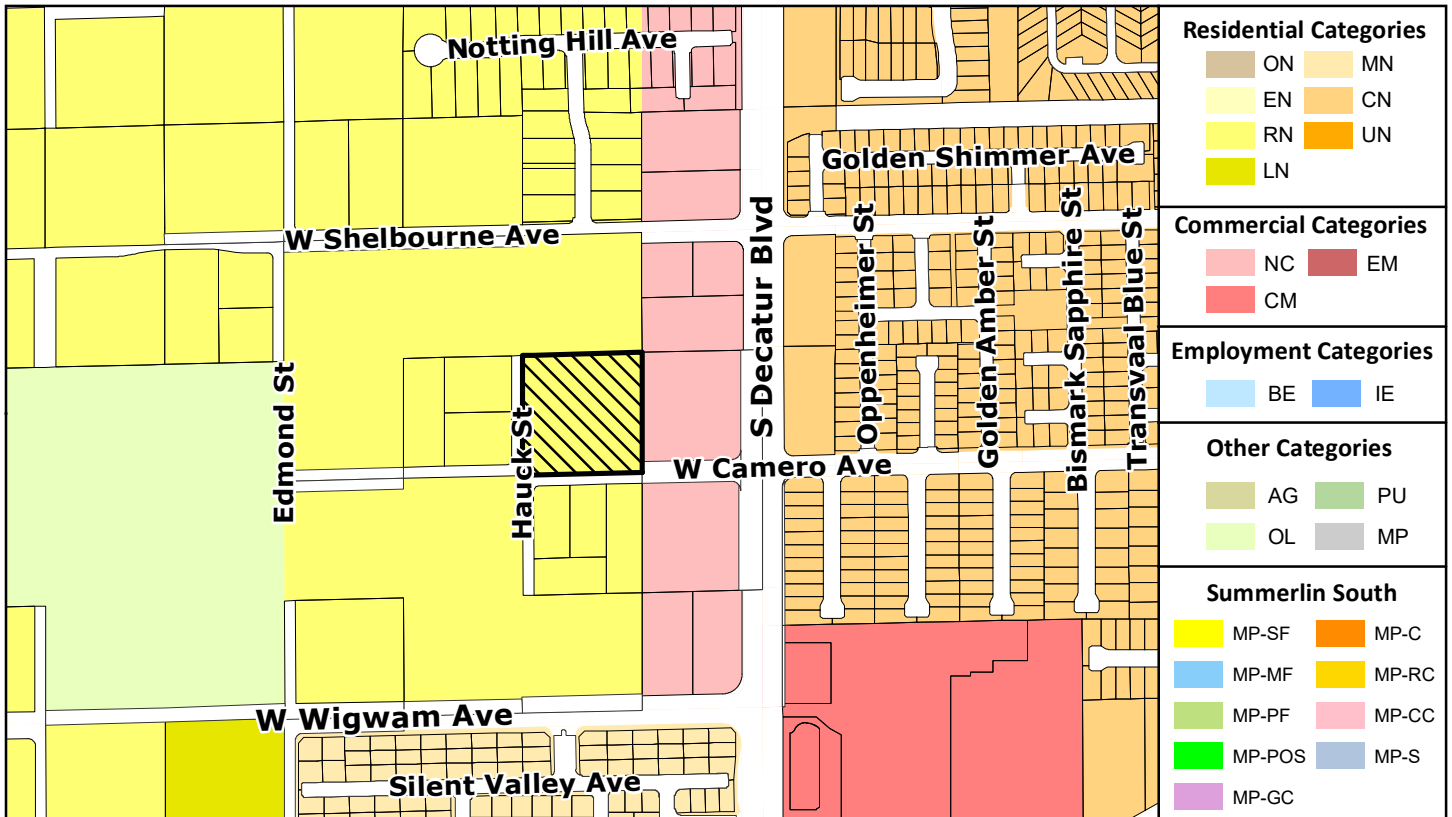 Notting Hill Ave
Golden Shimmer Ave
W Shelbourne Ave
S Decatur Blvd
Oppenheimer St
Golden Amber St
Bismark Sapphire St
Transvaal Blue St
Edmond St
Hauck St
W Camero Ave
W Wigwam Ave
Silent Valley Ave
Residential Categories
ON MN
EN CN
RN UN
LN
Commercial Categories
NC EM
CM
Employment Categories
BE IE
Other Categories
AG PU
OL MP
Summerlin South
MP-SF MP-C
MP-MF MP-RC
MP-PF MP-CC
MP-POS MP-S
MP-GC